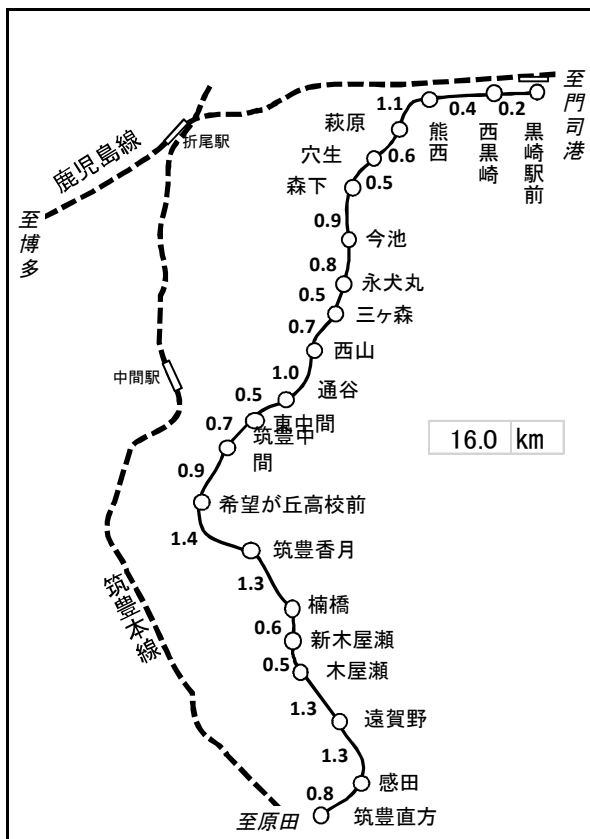 至門司港
黒崎駅前
0.2
西黒崎
0.4
熊西
1.1
萩原
0.6
穴生
0.5
森下
0.9
今池
0.8
永犬丸
0.5
三ヶ森
0.7
西山
1.0
通谷
0.5
東中間
0.7
筑豊中間
0.9
希望が丘高校前
1.4
筑豊香月
1.3
楠橋
0.6
新木屋瀬
0.5
木屋瀬
1.3
遠賀野
1.3
感田
0.8
筑豊直方
折尾駅
鹿児島線
至博多
中間駅
筑豊本線
至原田
16.0 km